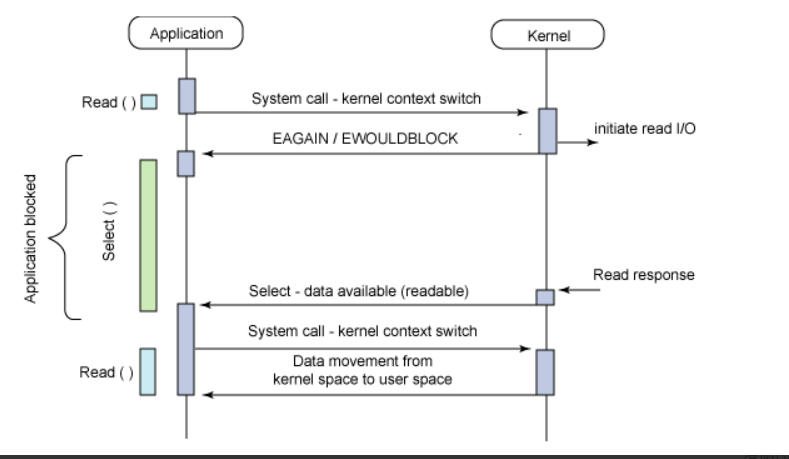 Application
Kernel
Read ( )
System call - kernel context switch
initiate read I/O
EAGAIN / EWOULDBLOCK
Application blocked
Select ( )
Read response
Select - data available (readable)
System call - kernel context switch
Read ( )
Data movement from
kernel space to user space